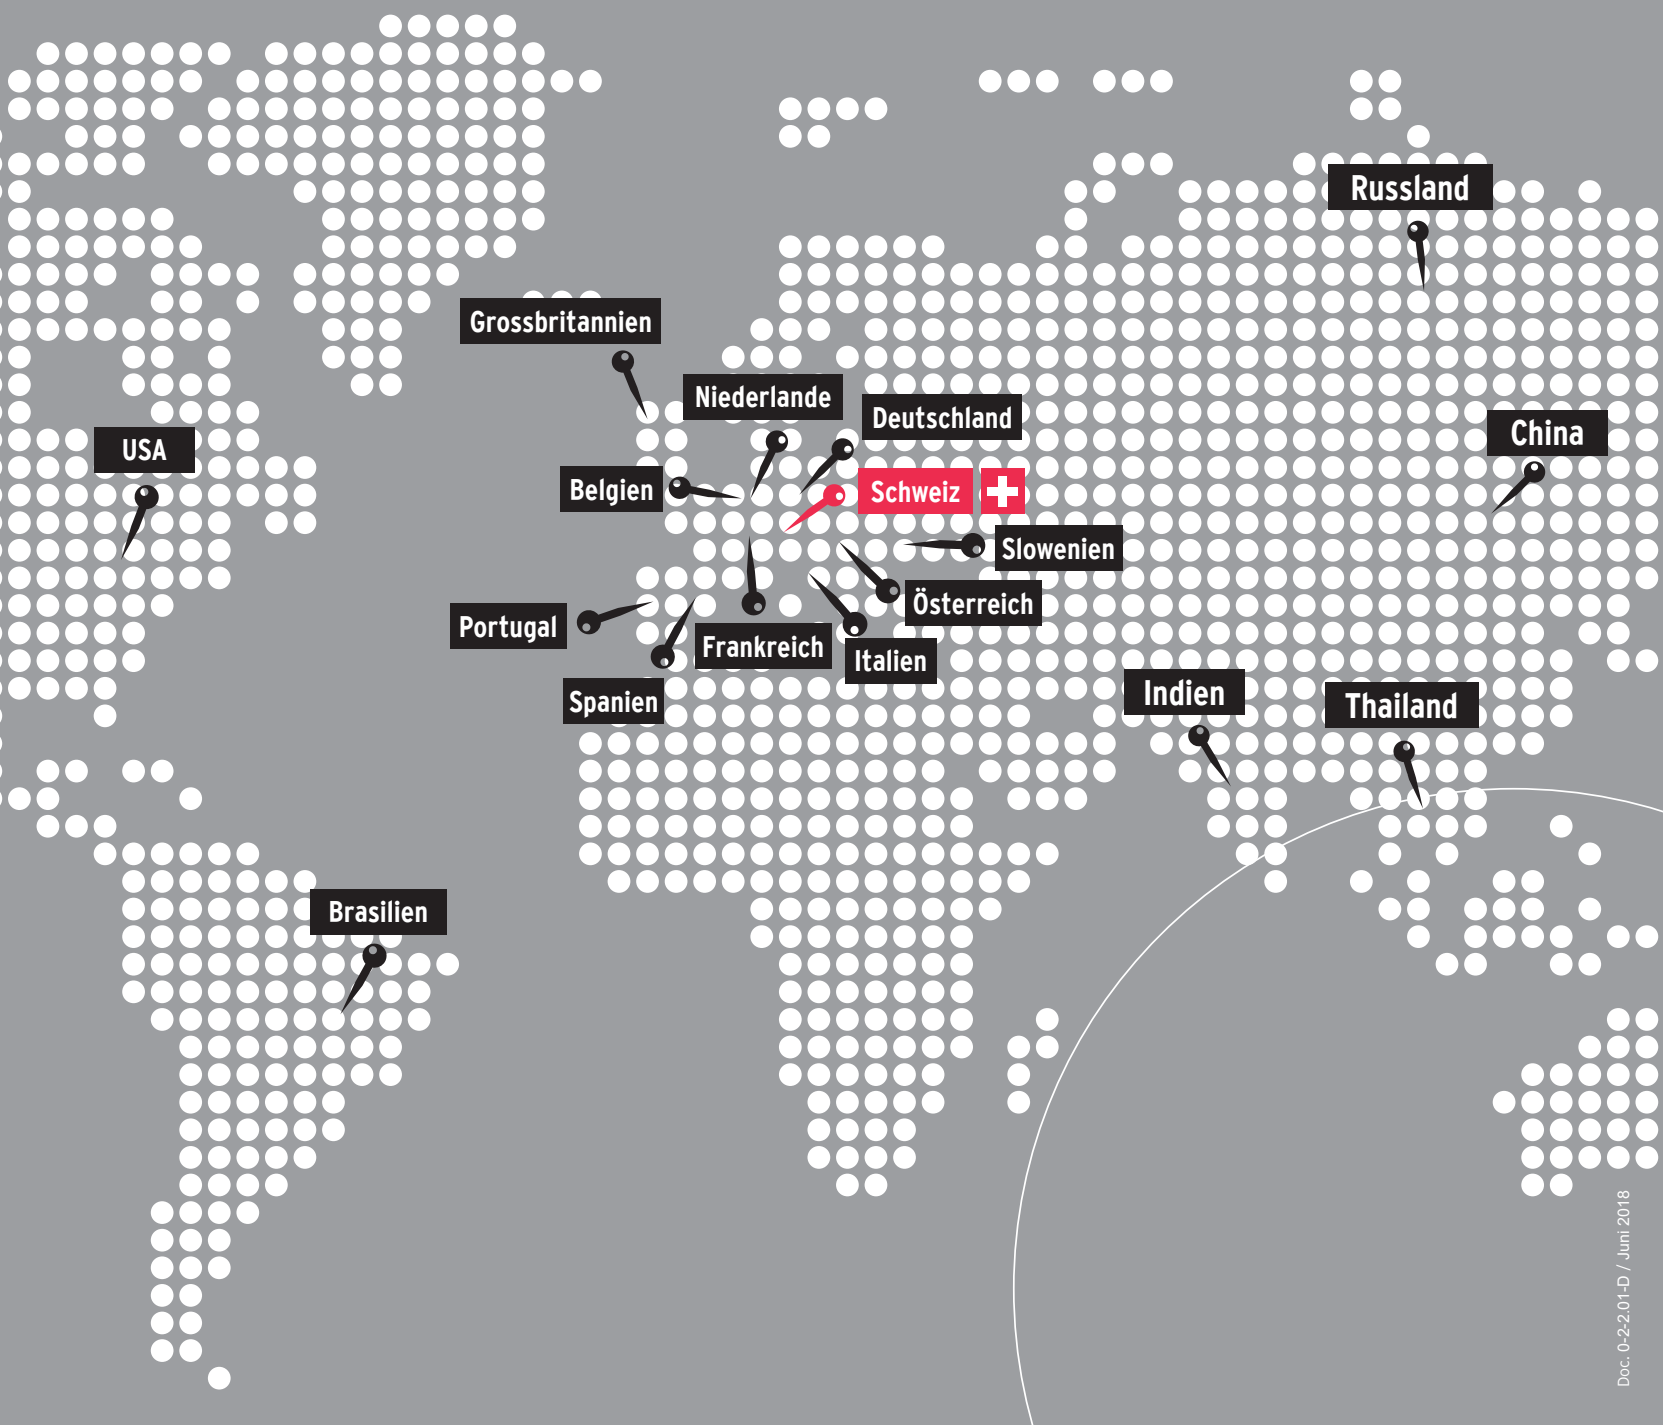 Russland
Grossbritannien
Niederlande
Deutschland
China
USA
Belgien
Schweiz
Slowenien
Österreich
Portugal
Frankreich
Italien
Spanien
Indien
Thailand
Brasilien
Doc. 0-2-2.01-D / Juni 2018